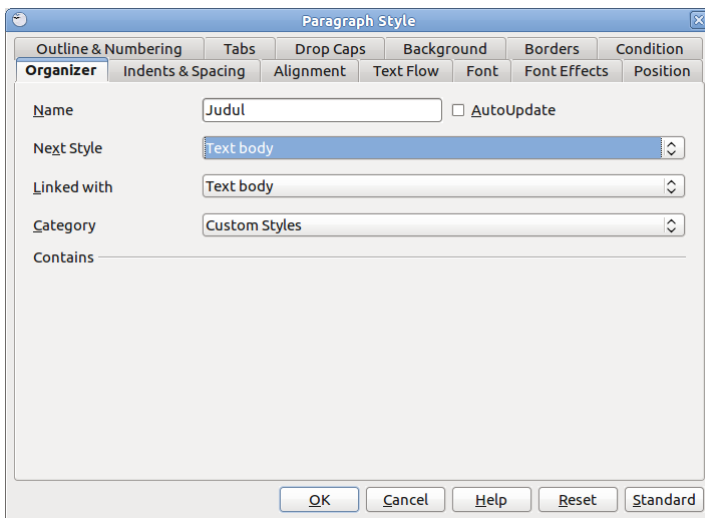 Paragraph Style
Outline & Numbering Tabs Drop Caps Background Borders Condition
Organizer Indents & Spacing Alignment Text Flow Font Font Effects Position
Name Judul AutoUpdate
Next Style Text body
Linked with Text body
Category Custom Styles
Contains
OK Cancel Help Reset Standard